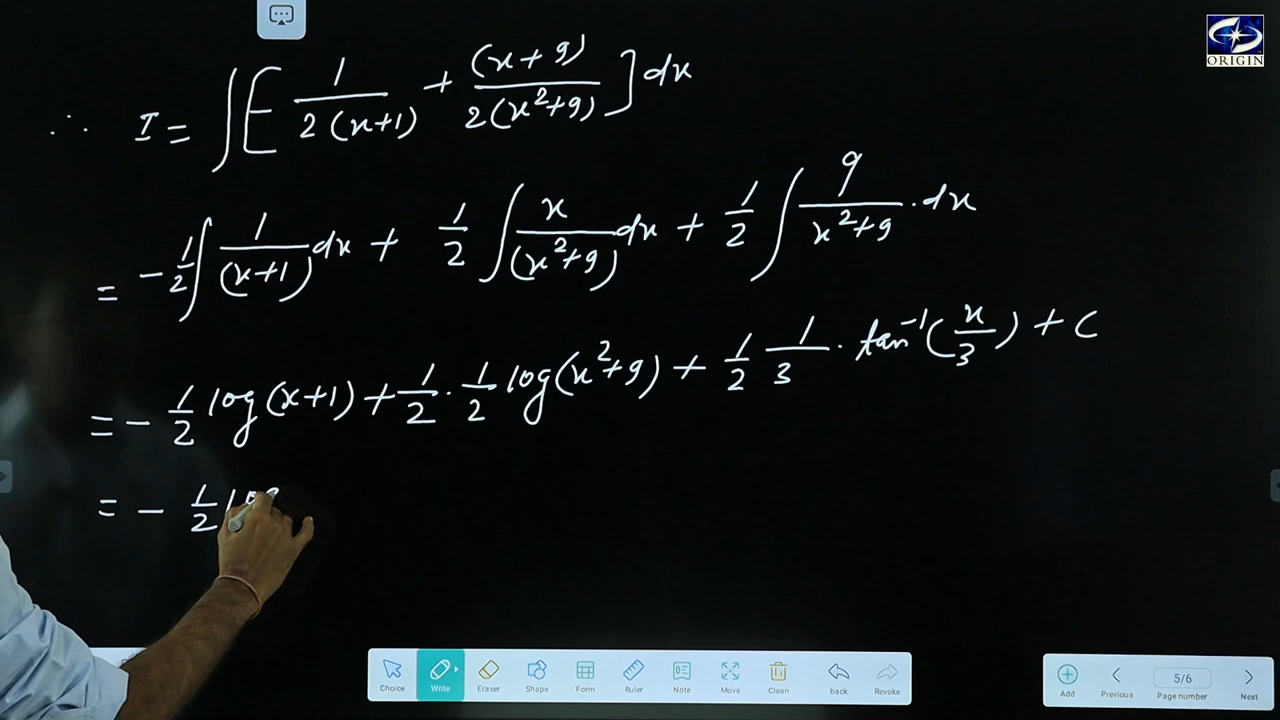 ORIGIN
∴ I = ∫[- 1/2(x+1) + (x+9)/2(x²+9)] dx
= -1/2 ∫ 1/(x+1) dx + 1/2 ∫ x/(x²+9) dx + 1/2 ∫ 9/x²+9 . dx
= - 1/2 log(x+1) + 1/2 . 1/2 log(x²+9) + 1/2 1/3 . tan⁻¹(x/3) + C
= - 1/2 log
Choice Write Eraser Shape Form Ruler Note Move Clean back Revoke
Add Previous 5/6 Page number Next